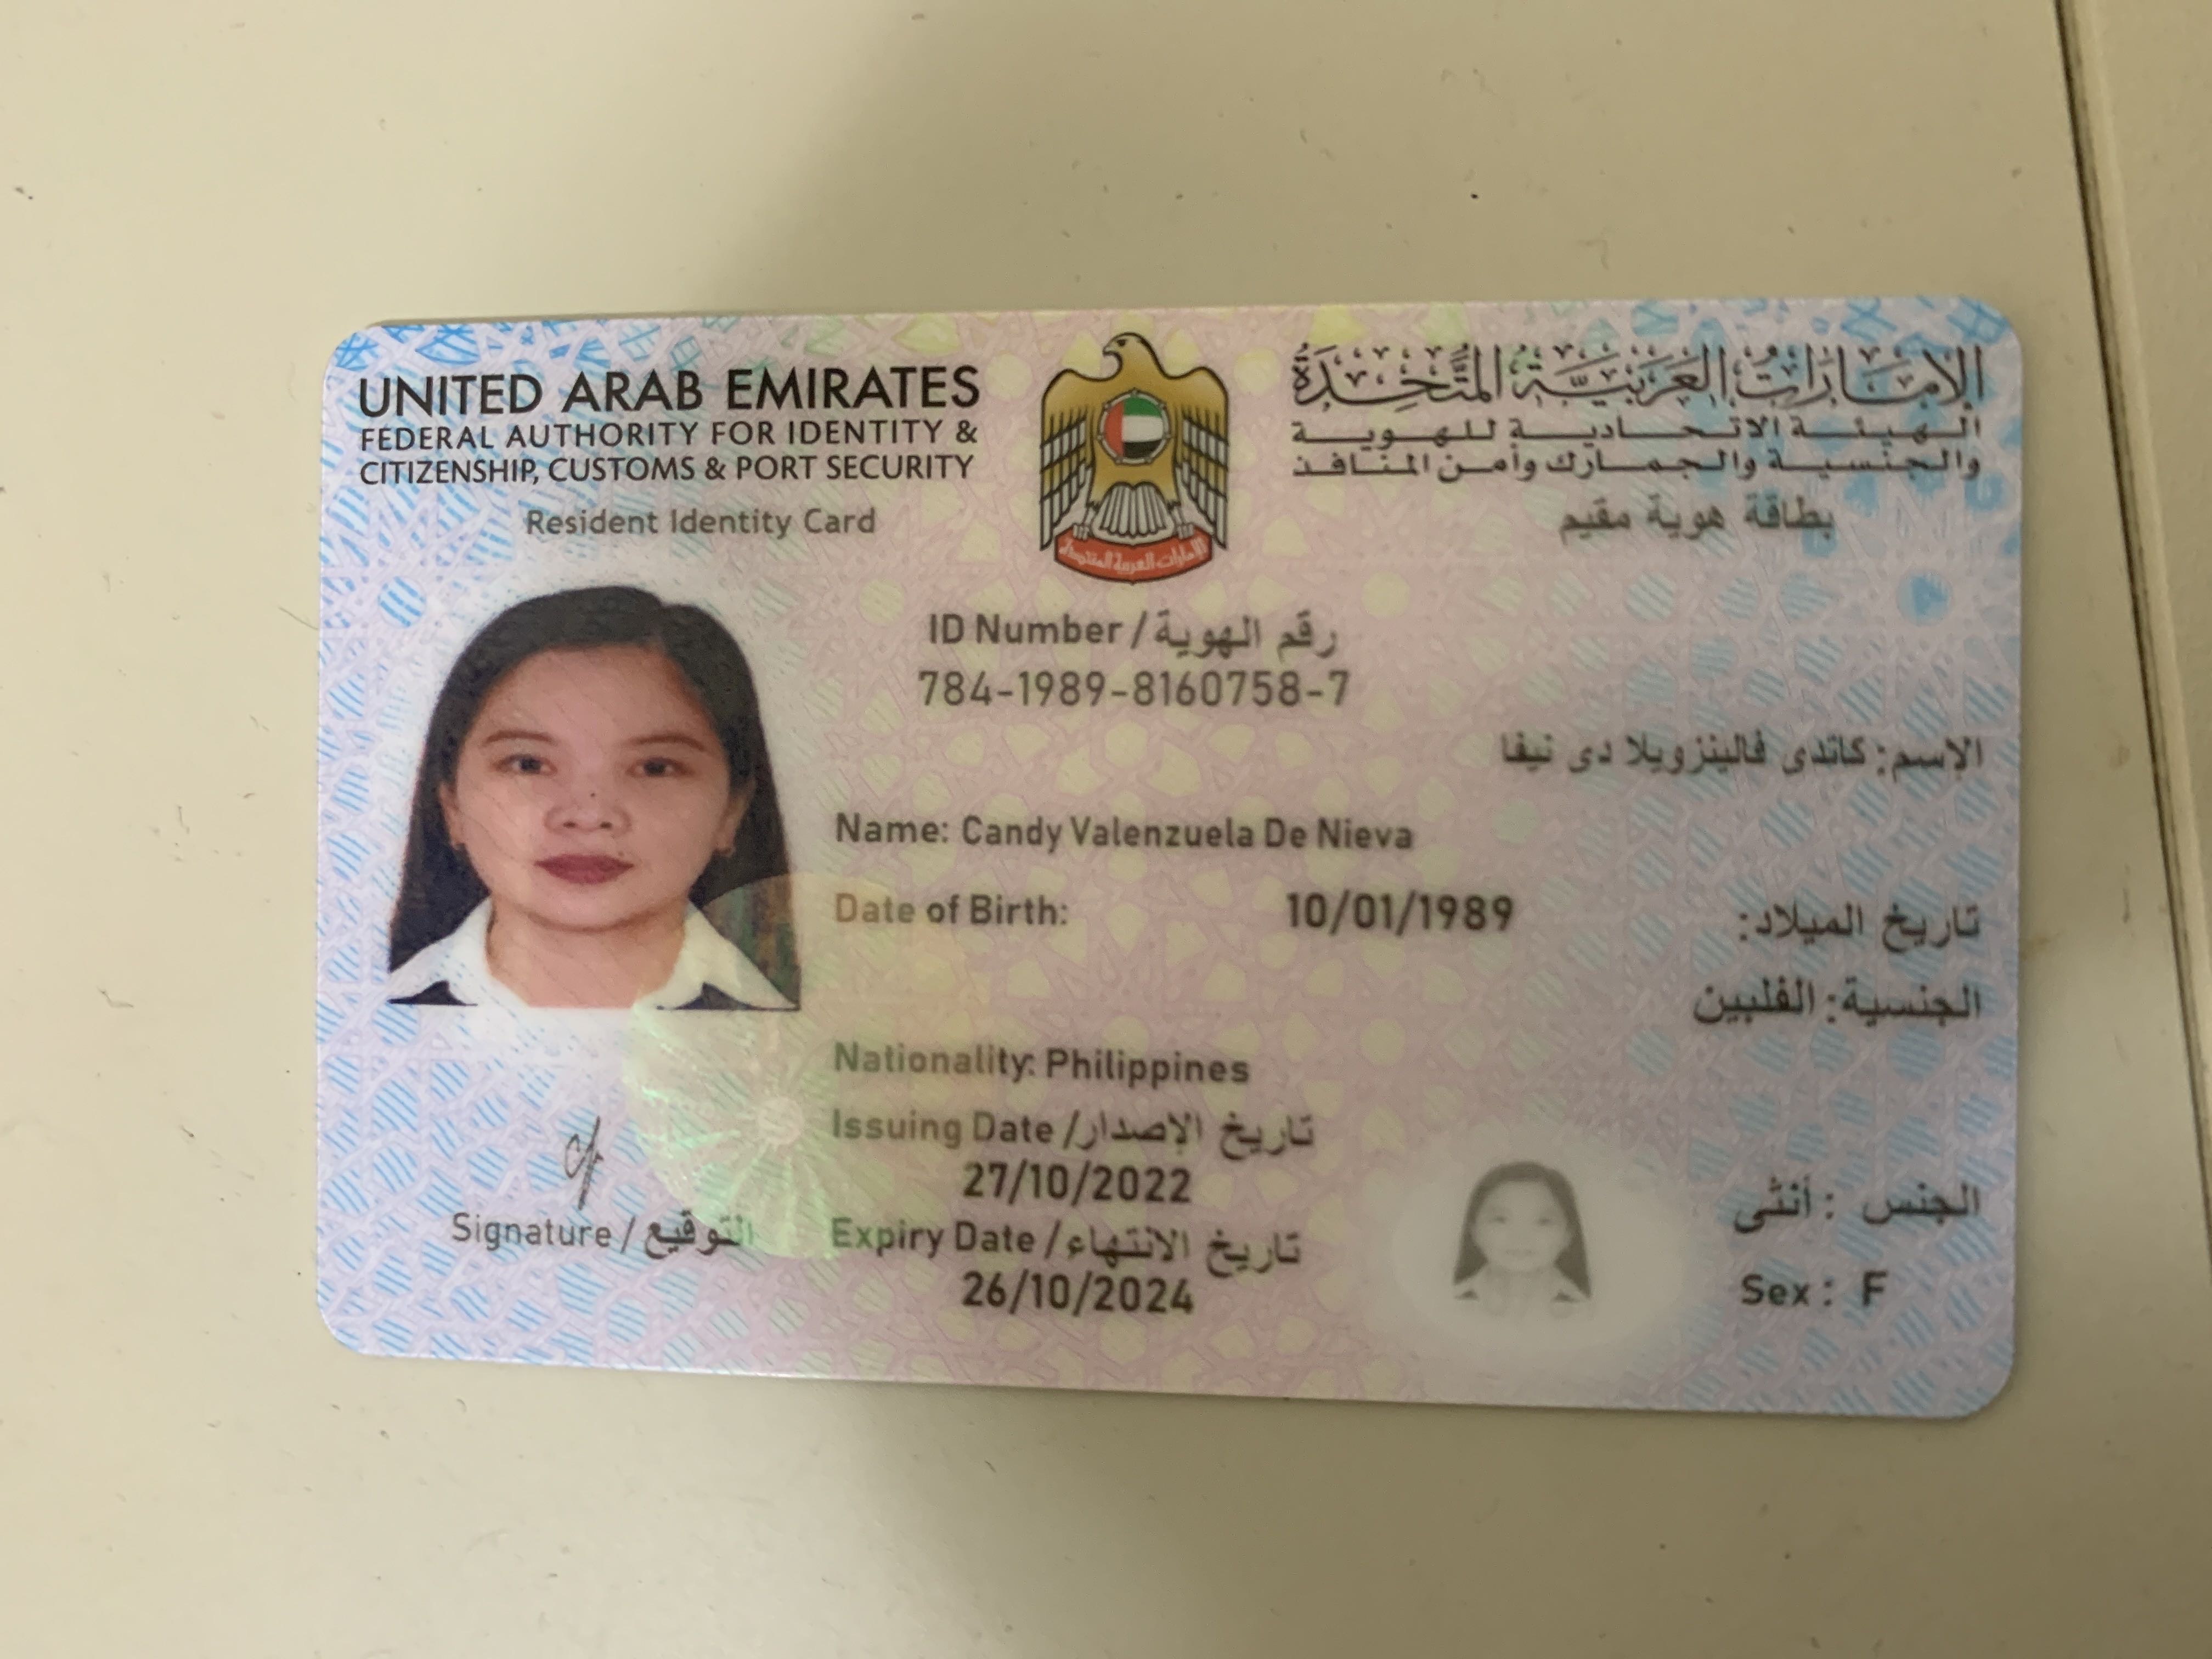 UNITED ARAB EMIRATES
FEDERAL AUTHORITY FOR IDENTITY &
CITIZENSHIP, CUSTOMS & PORT SECURITY
Resident Identity Card
الإمارات العربية المتحدة
الهيئة الاتحادية للهوية
والجنسية والجمارك وأمن المنافذ
بطاقة هوية مقيم
الإمارات العربية المتحدة
ID Number / رقم الهوية
784-1989-8160758-7
الإسم: كاندى فالينزويلا دى نيفا
Name: Candy Valenzuela De Nieva
Date of Birth: 10/01/1989 تاريخ الميلاد:
الجنسية: الفلبين
Nationality: Philippines
Issuing Date / تاريخ الإصدار
27/10/2022
Expiry Date / تاريخ الانتهاء
26/10/2024
الجنس : أنثى
Sex : F
Signature / التوقيع